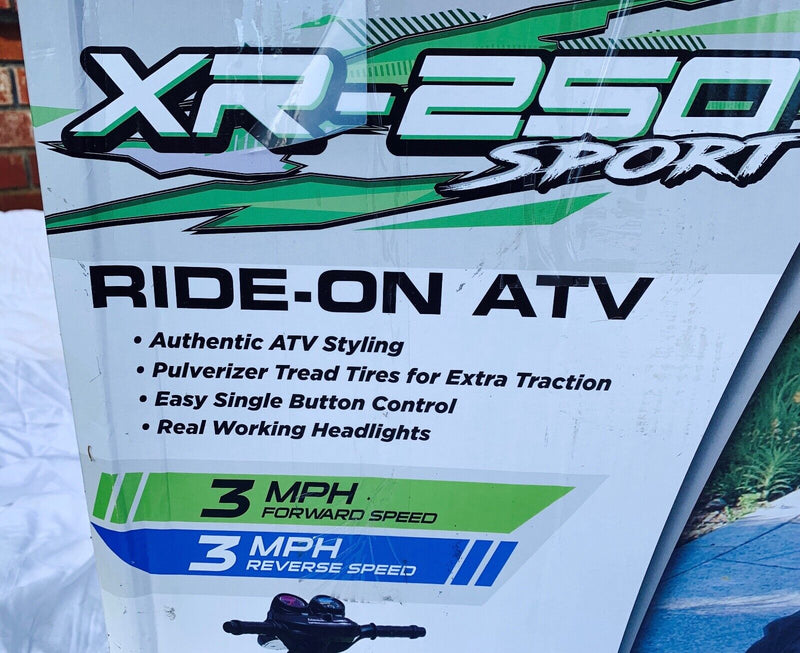 XR-250
SPORT
RIDE-ON ATV
• Authentic ATV Styling
• Pulverizer Tread Tires for Extra Traction
• Easy Single Button Control
• Real Working Headlights
3 MPH
FORWARD SPEED
3 MPH
REVERSE SPEED